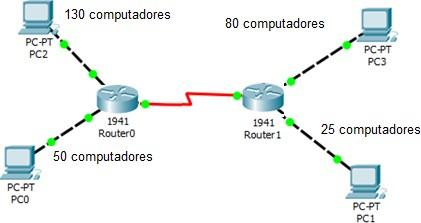 130 computadores
PC-PT
PC2
80 computadores
PC-PT
PC3
1941
Router0
1941
Router1
50 computadores
PC-PT
PC0
25 computadores
PC-PT
PC1